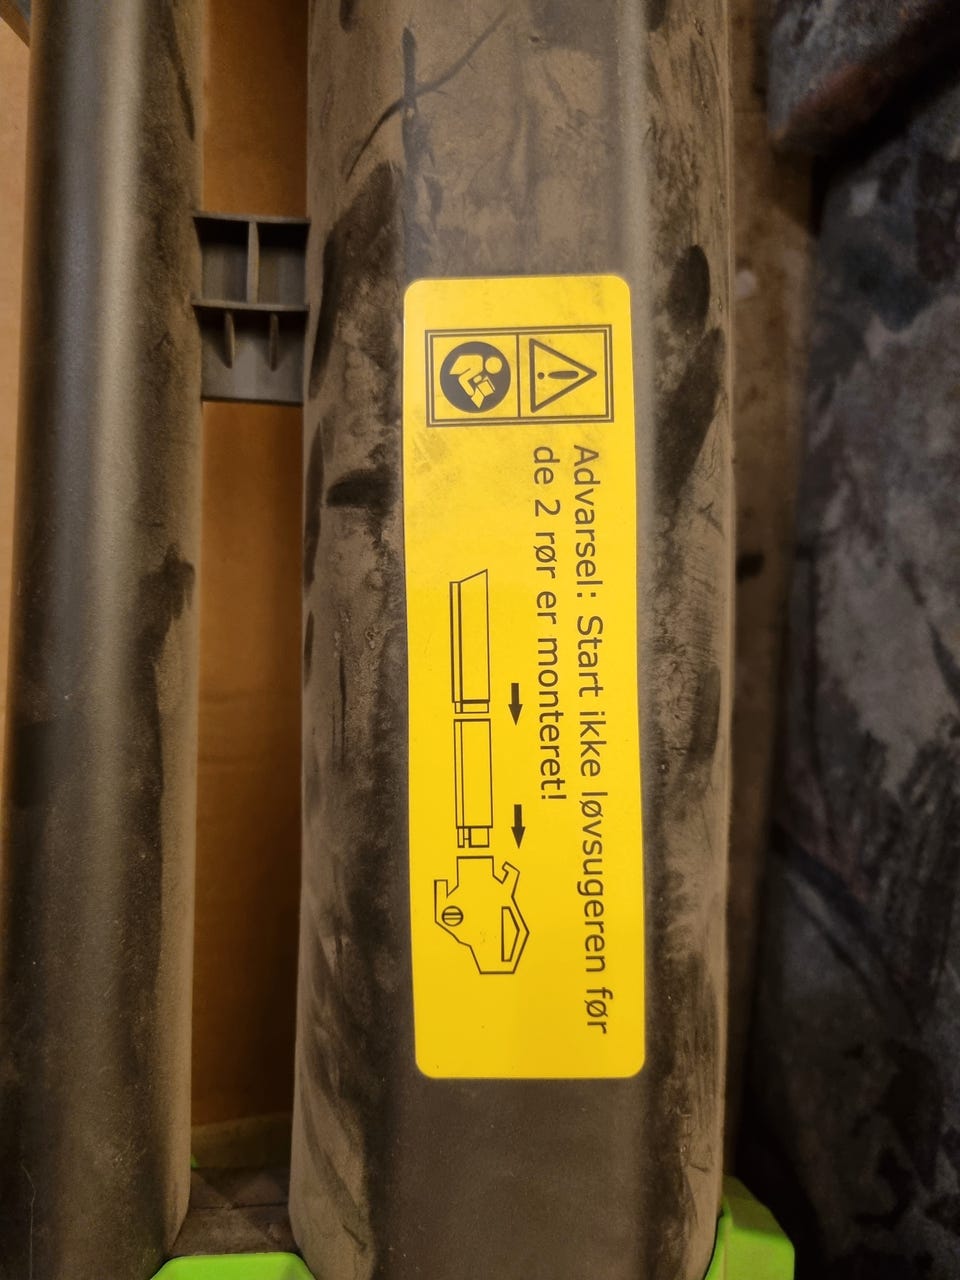 Advarsel: Start ikke løvsugeren før
de 2 rør er monteret!